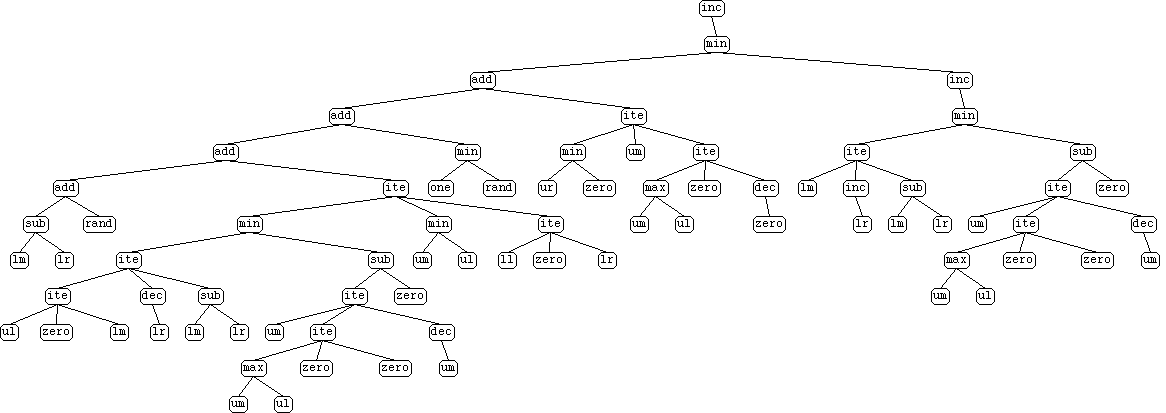 inc
min
add inc
add ite min
add min min um ite ite sub
add ite one rand ur zero max zero dec lm inc sub ite zero
sub rand min min ite um ul zero lr lm lr um ite dec
lm lr ite sub um ul ll zero lr max zero zero um
ite dec sub ite zero um ul
ul zero lm lr lm lr um ite dec
max zero zero um
um ul